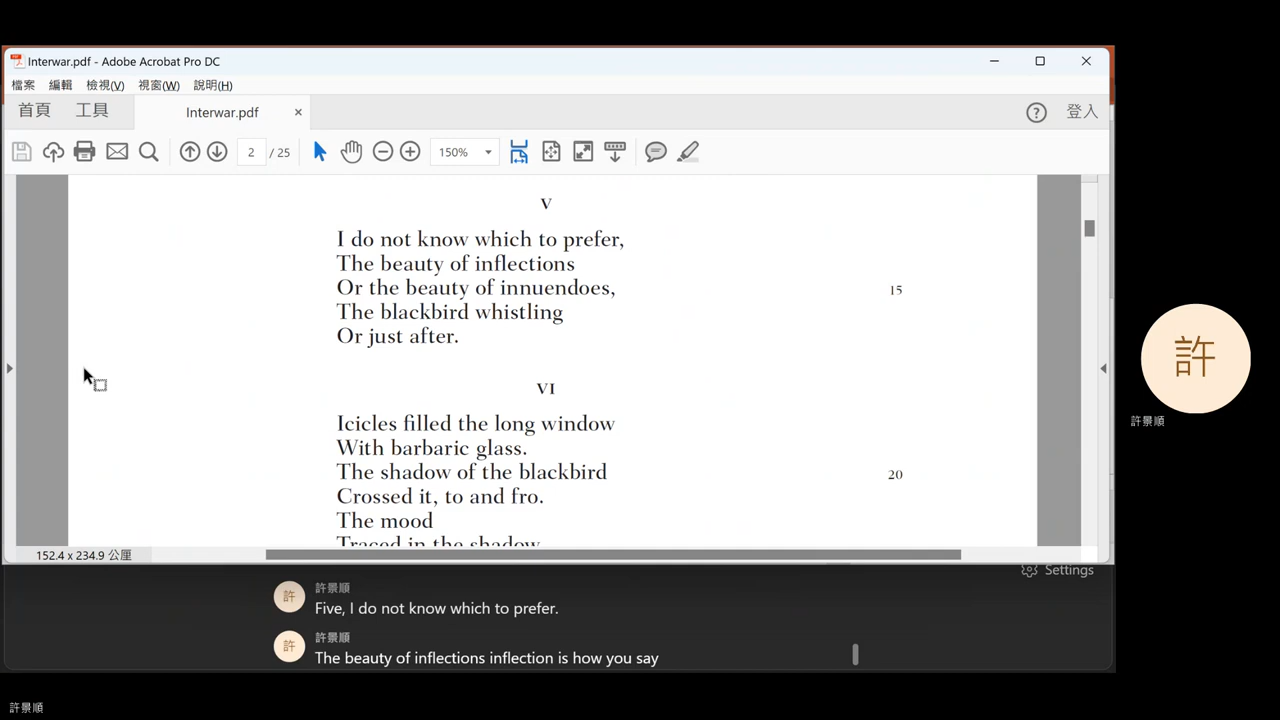 Interwar.pdf - Adobe Acrobat Pro DC
檔案 編輯 檢視(V) 視窗(W) 說明(H)
首頁 工具 Interwar.pdf × ? 登入
2 / 25 150%
V
I do not know which to prefer,
The beauty of inflections
Or the beauty of innuendoes, 15
The blackbird whistling
Or just after.
VI
Icicles filled the long window
With barbaric glass.
The shadow of the blackbird 20
Crossed it, to and fro.
The mood
Traced in the shadow
152.4 x 234.9 公厘
Settings
許 許景順
Five, I do not know which to prefer.
許 許景順
The beauty of inflections inflection is how you say
許
許景順
許景順